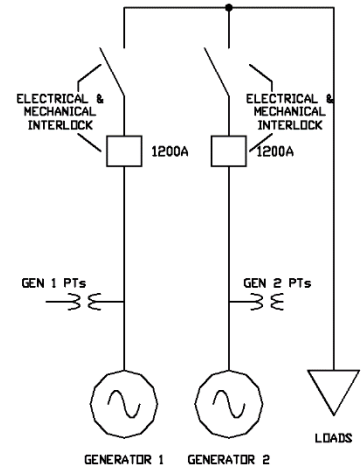 ELECTRICAL &
MECHANICAL
INTERLOCK
ELECTRICAL &
MECHANICAL
INTERLOCK
1200A
1200A
GEN 1 PTs
GEN 2 PTs
GENERATOR 1
GENERATOR 2
LOADS